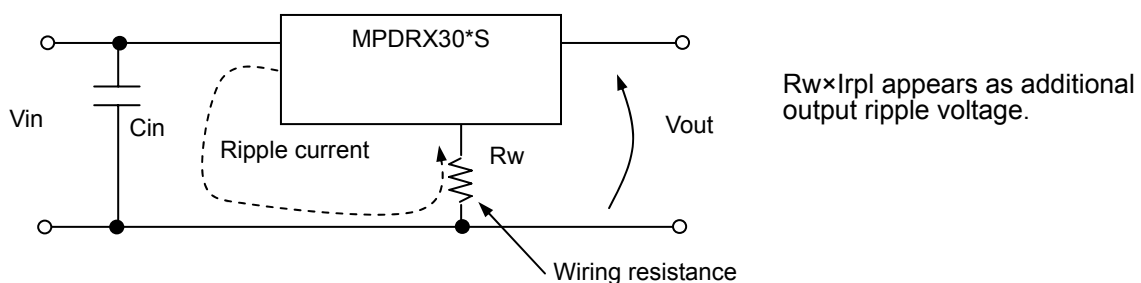 MPDRX30*S
Rw×Irpl appears as additional
output ripple voltage.
Vin
Cin
Vout
Ripple current
Rw
Wiring resistance